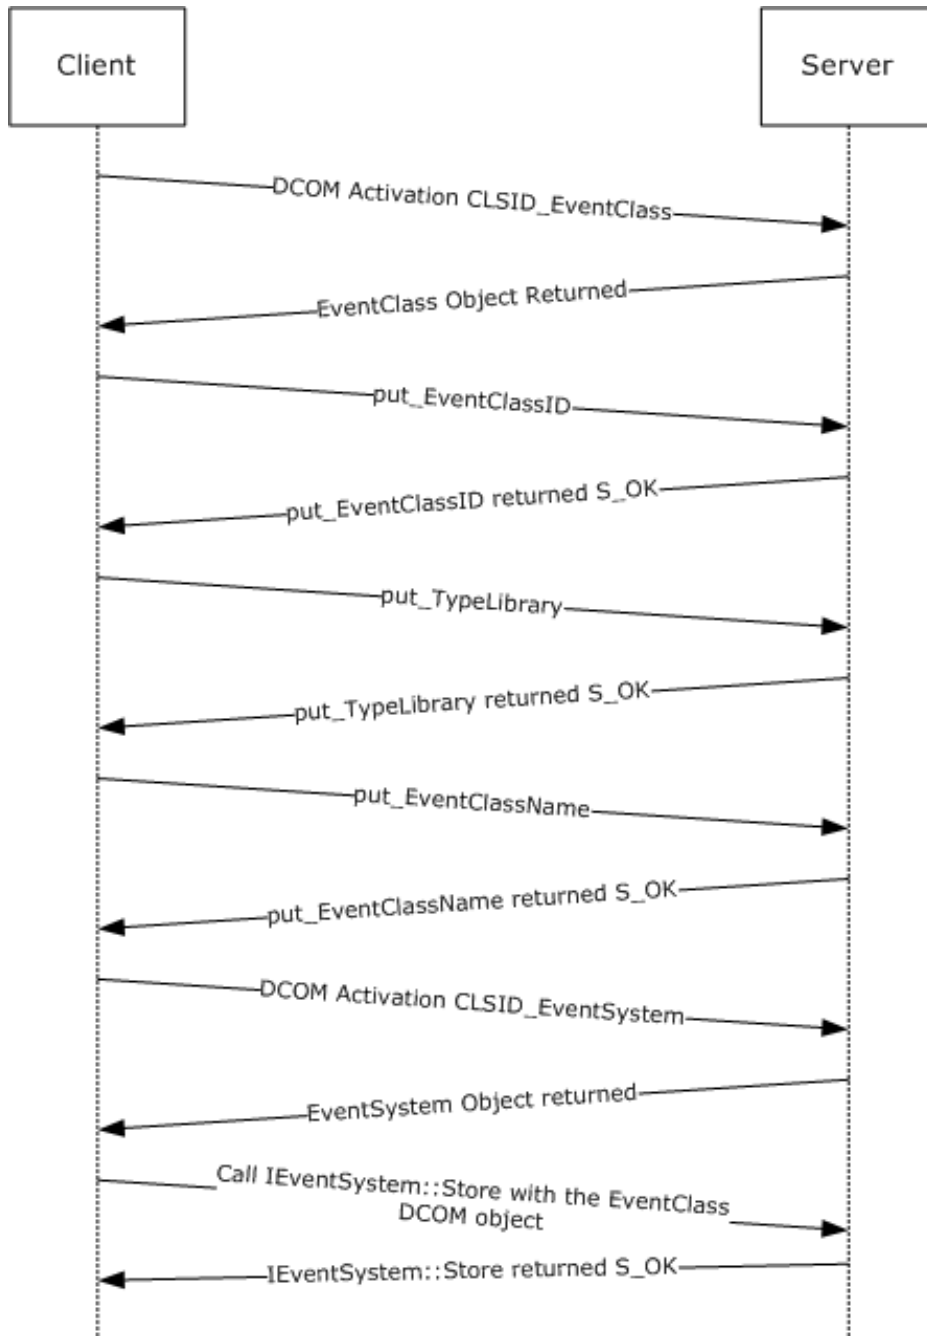 Client
Server
DCOM Activation CLSID_EventClass
EventClass Object Returned
put_EventClassID
put_EventClassID returned S_OK
put_TypeLibrary
put_TypeLibrary returned S_OK
put_EventClassName
put_EventClassName returned S_OK
DCOM Activation CLSID_EventSystem
EventSystem Object returned
Call IEventSystem::Store with the EventClass
DCOM object
IEventSystem::Store returned S_OK